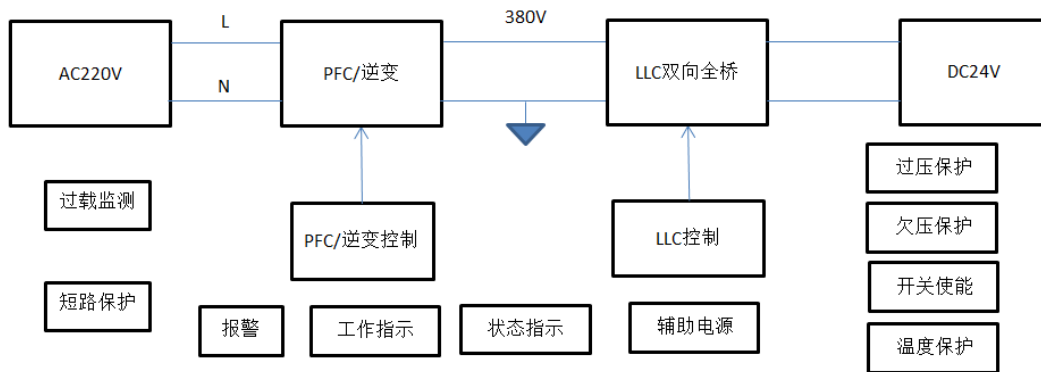 L
380V
AC220V
PFC/逆变
LLC双向全桥
DC24V
N
过压保护
过载监测
PFC/逆变控制
LLC控制
欠压保护
开关使能
短路保护
报警
工作指示
状态指示
辅助电源
温度保护